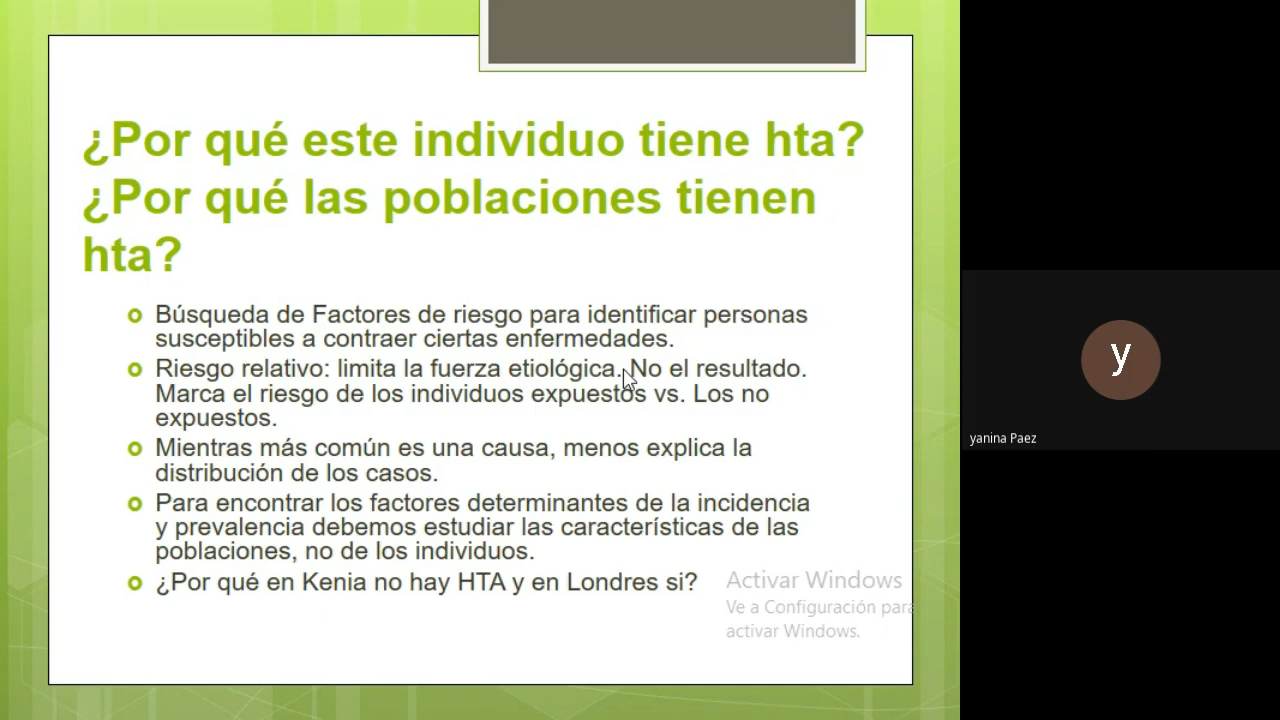 ¿Por qué este individuo tiene hta?
¿Por qué las poblaciones tienen
hta?
Búsqueda de Factores de riesgo para identificar personas
susceptibles a contraer ciertas enfermedades.
Riesgo relativo: limita la fuerza etiológica. No el resultado.
Marca el riesgo de los individuos expuestos vs. Los no
expuestos.
Mientras más común es una causa, menos explica la
distribución de los casos.
Para encontrar los factores determinantes de la incidencia
y prevalencia debemos estudiar las características de las
poblaciones, no de los individuos.
¿Por qué en Kenia no hay HTA y en Londres si?
Activar Windows
Ve a Configuración para
activar Windows.
y
yanina Paez